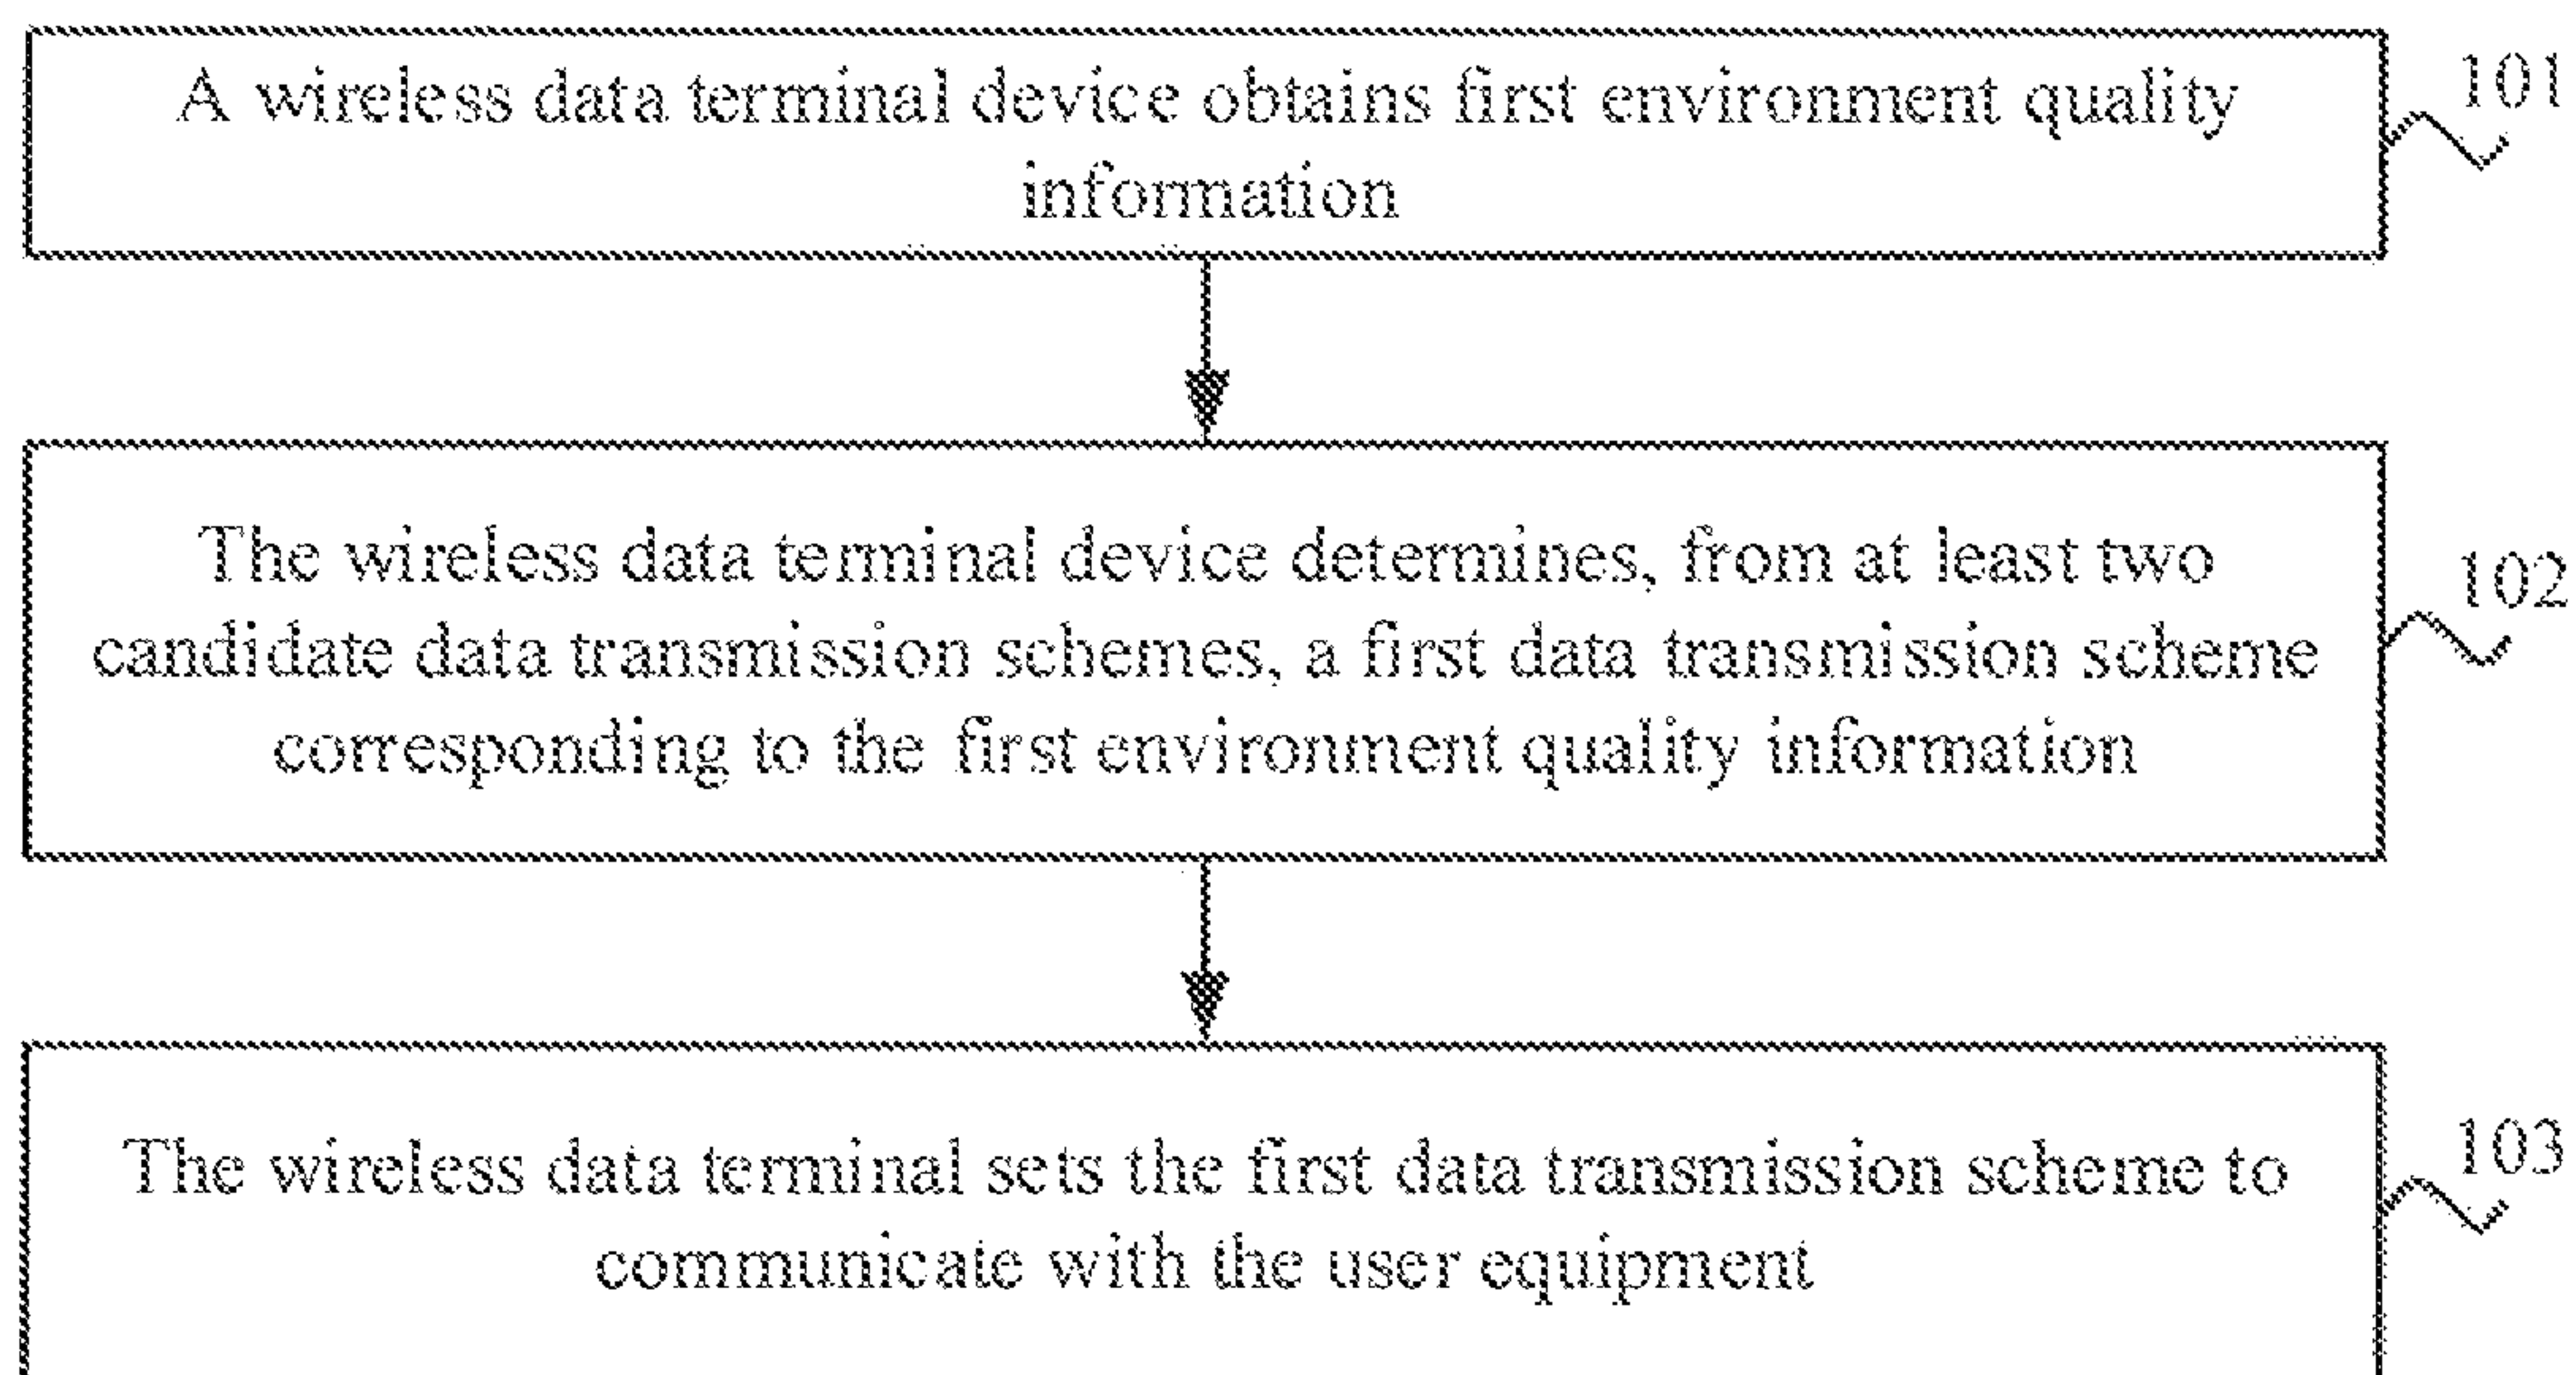 A wireless data terminal device obtains first environment quality
information
101
The wireless data terminal device determines, from at least two
candidate data transmission schemes, a first data transmission scheme
corresponding to the first environment quality information
102
The wireless data terminal sets the first data transmission scheme to
communicate with the user equipment
103